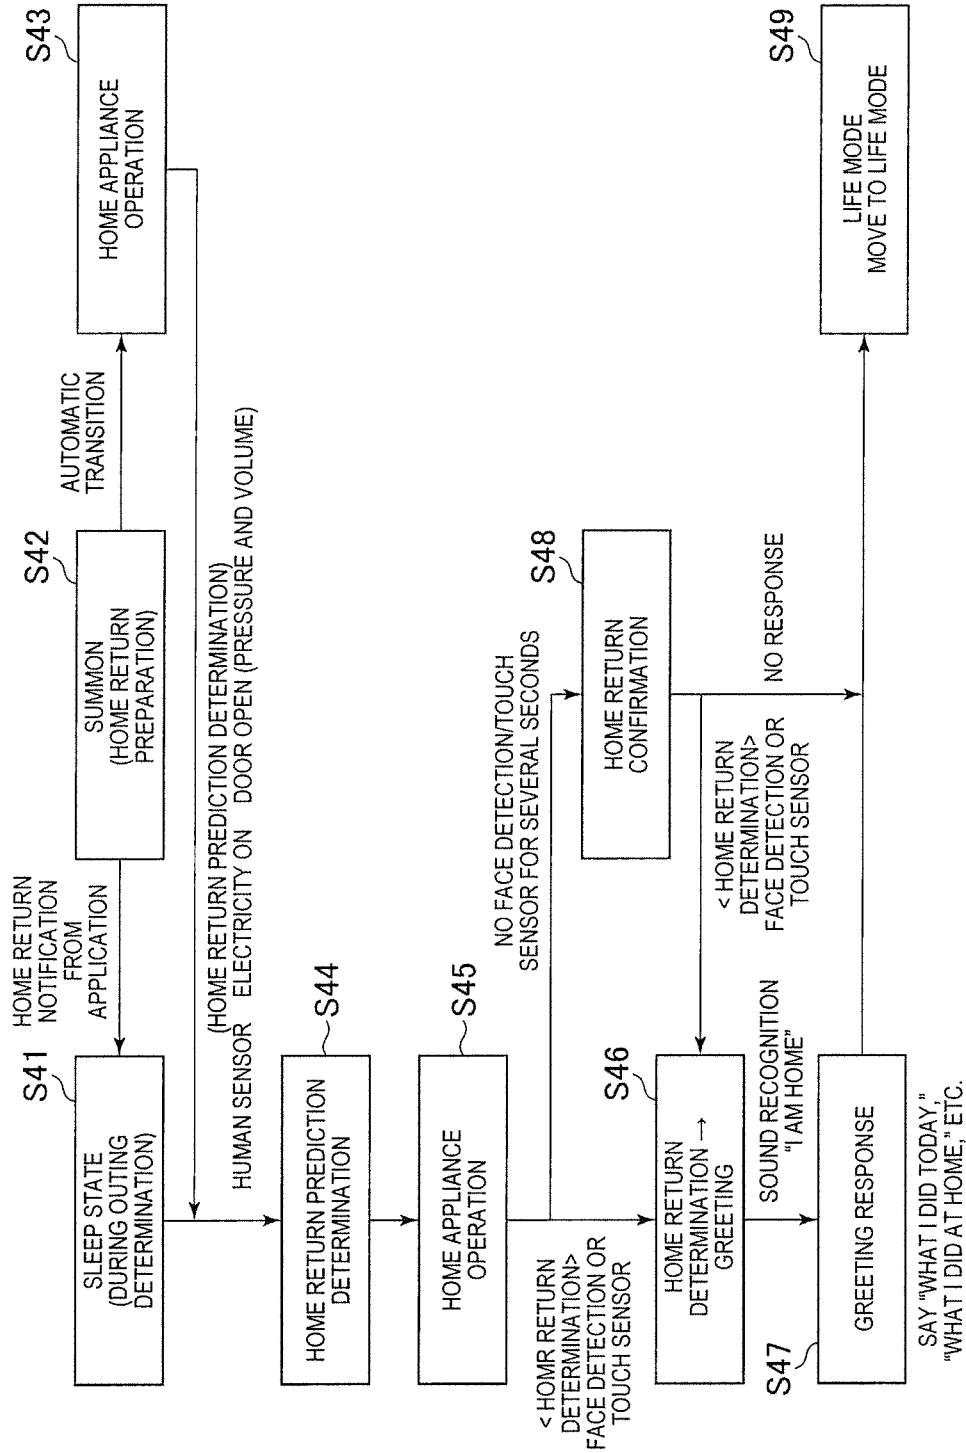 S41
SLEEP STATE
(DURING OUTING
DETERMINATION)
HOME RETURN
NOTIFICATION
FROM
APPLICATION
S42
SUMMON
(HOME RETURN
PREPARATION)
AUTOMATIC
TRANSITION
S43
HOME APPLIANCE
OPERATION
(HOME RETURN PREDICTION DETERMINATION)
HUMAN SENSOR ELECTRICITY ON DOOR OPEN (PRESSURE AND VOLUME)
S44
HOME RETURN PREDICTION
DETERMINATION
S45
HOME APPLIANCE
OPERATION
< HOMR RETURN
DETERMINATION>
FACE DETECTION OR
TOUCH SENSOR
NO FACE DETECTION/TOUCH
SENSOR FOR SEVERAL SECONDS
S46
HOME RETURN
DETERMINATION →
GREETING
S48
HOME RETURN
CONFIRMATION
< HOME RETURN
DETERMINATION>
FACE DETECTION OR
TOUCH SENSOR
NO RESPONSE
SOUND RECOGNITION
"I AM HOME"
S47
GREETING RESPONSE
SAY "WHAT I DID TODAY,"
"WHAT I DID AT HOME," ETC.
S49
LIFE MODE
MOVE TO LIFE MODE